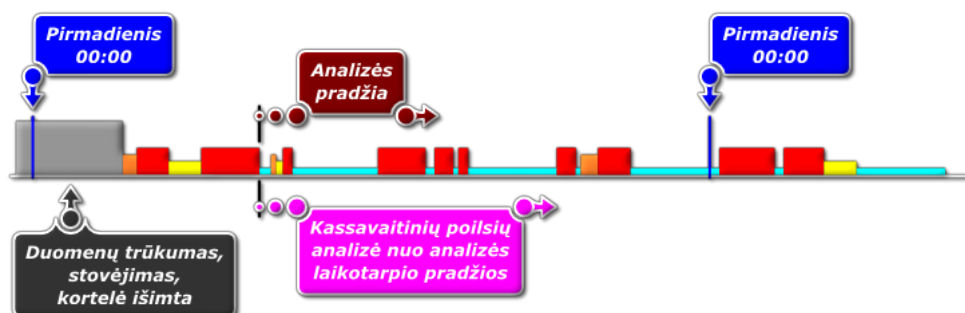 Pirmadienis
00:00
Pirmadienis
00:00
Analizės
pradžia
Duomenų trūkumas,
stovėjimas,
kortelė išimta
Kassavaitinių poilsių
analizė nuo analizės
laikotarpio pradžios